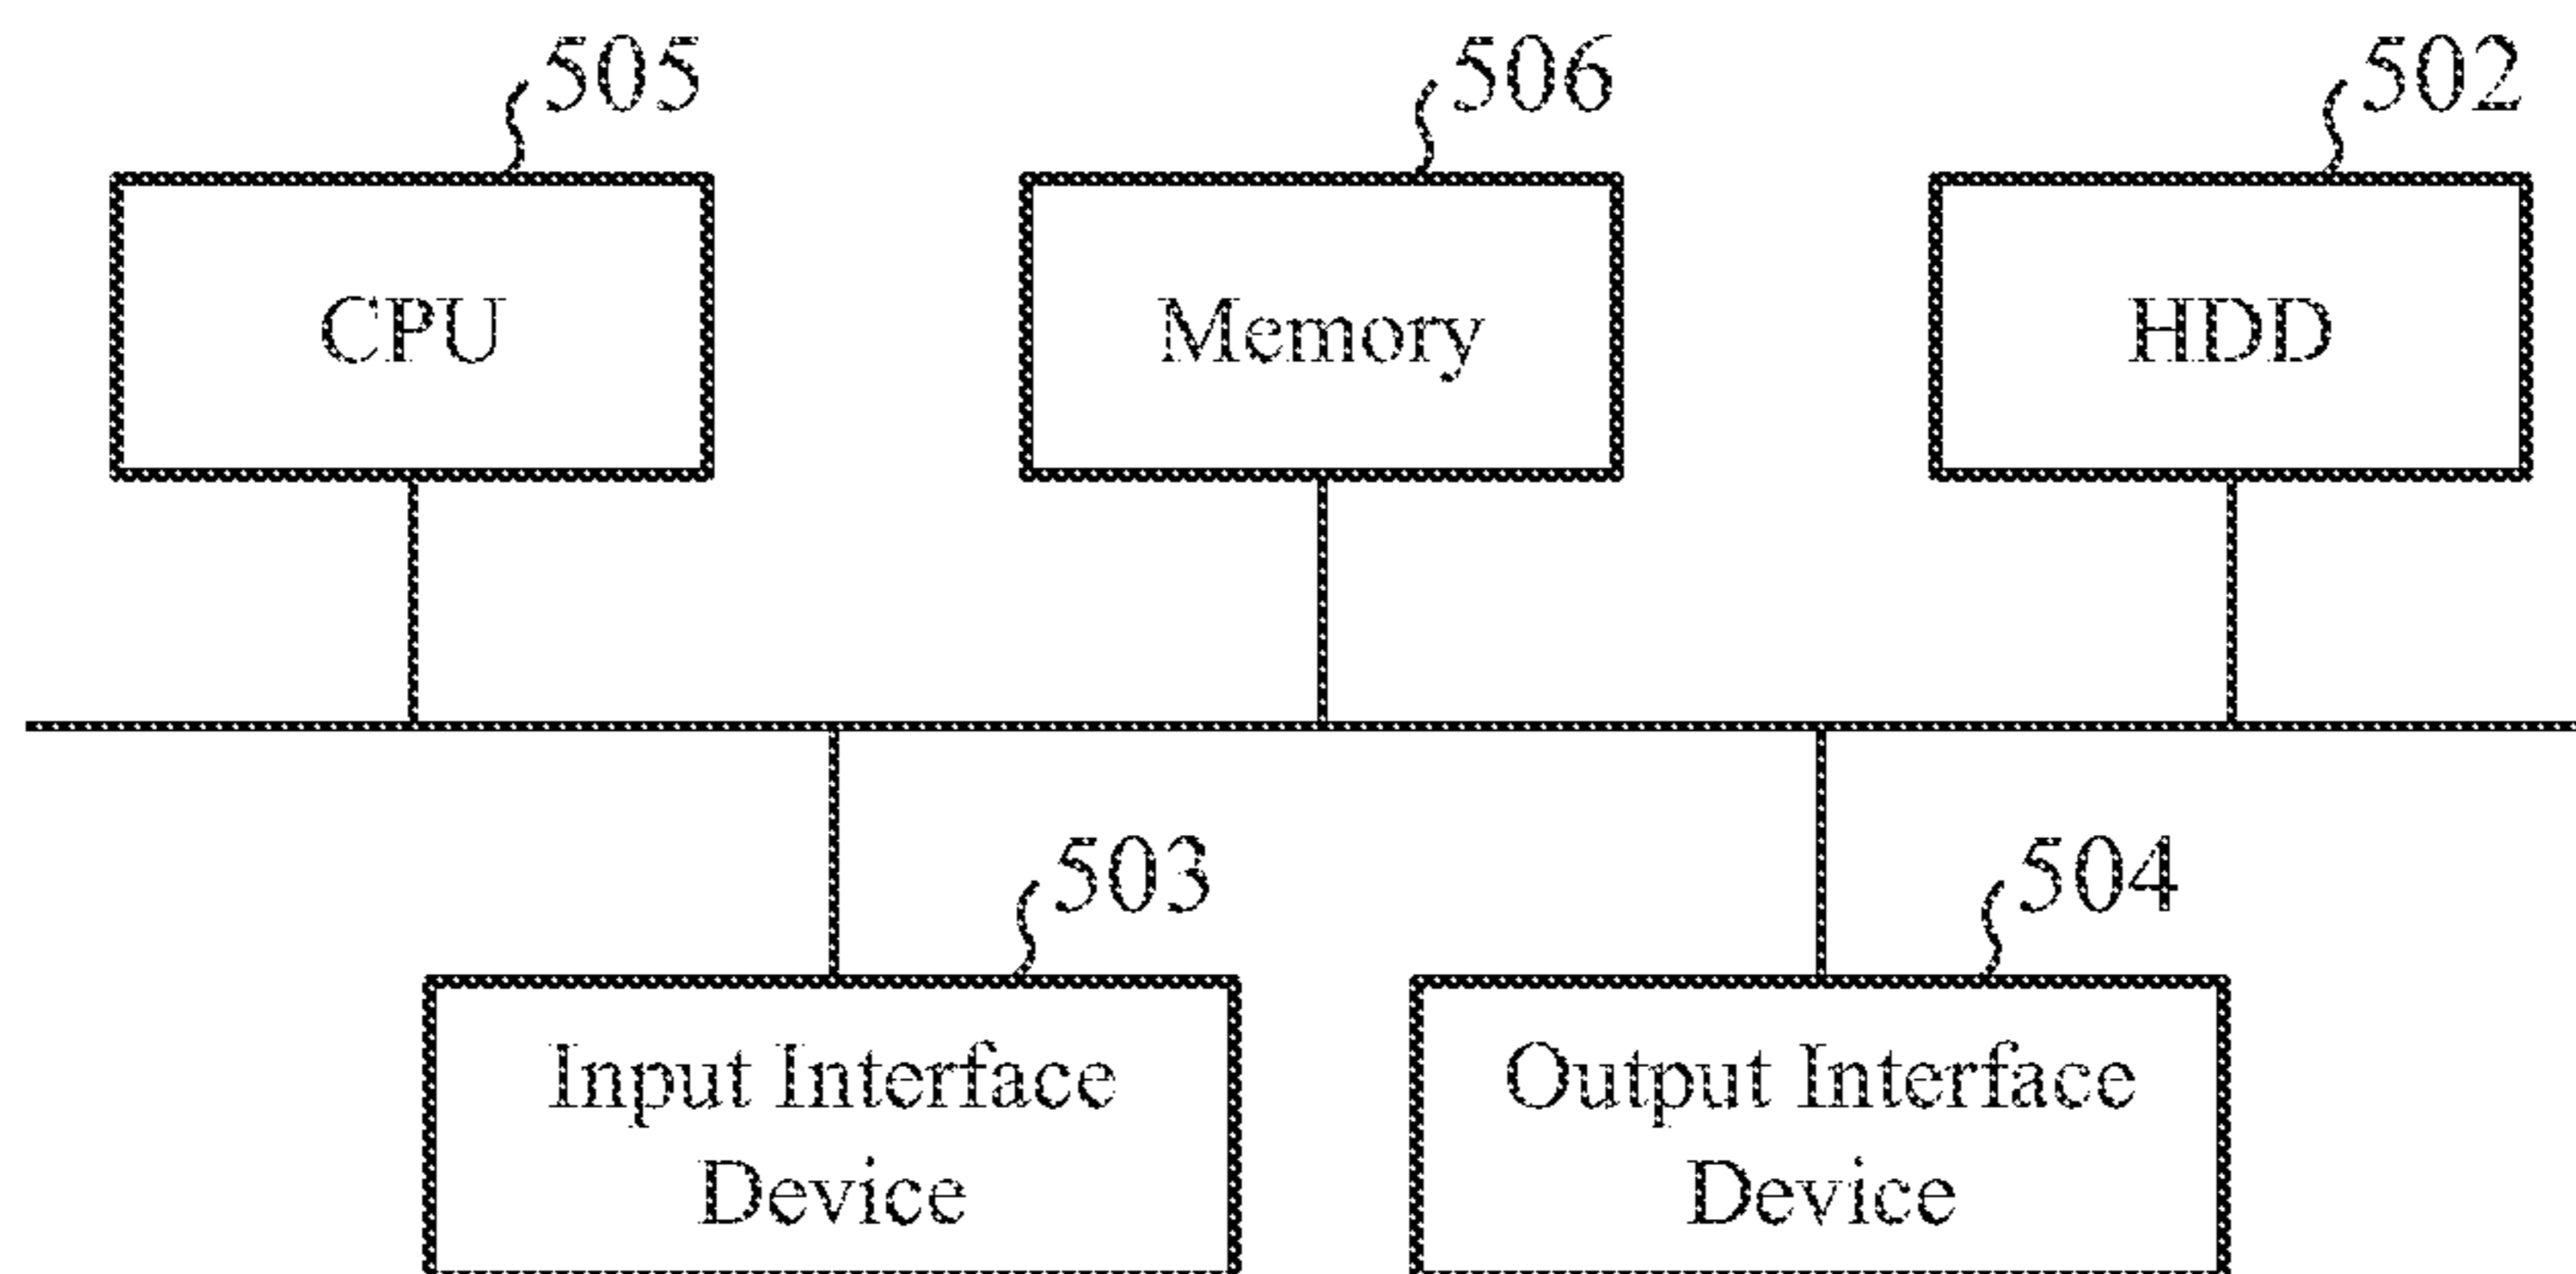 505
506
502
CPU
Memory
HDD
503
504
Input Interface
Device
Output Interface
Device